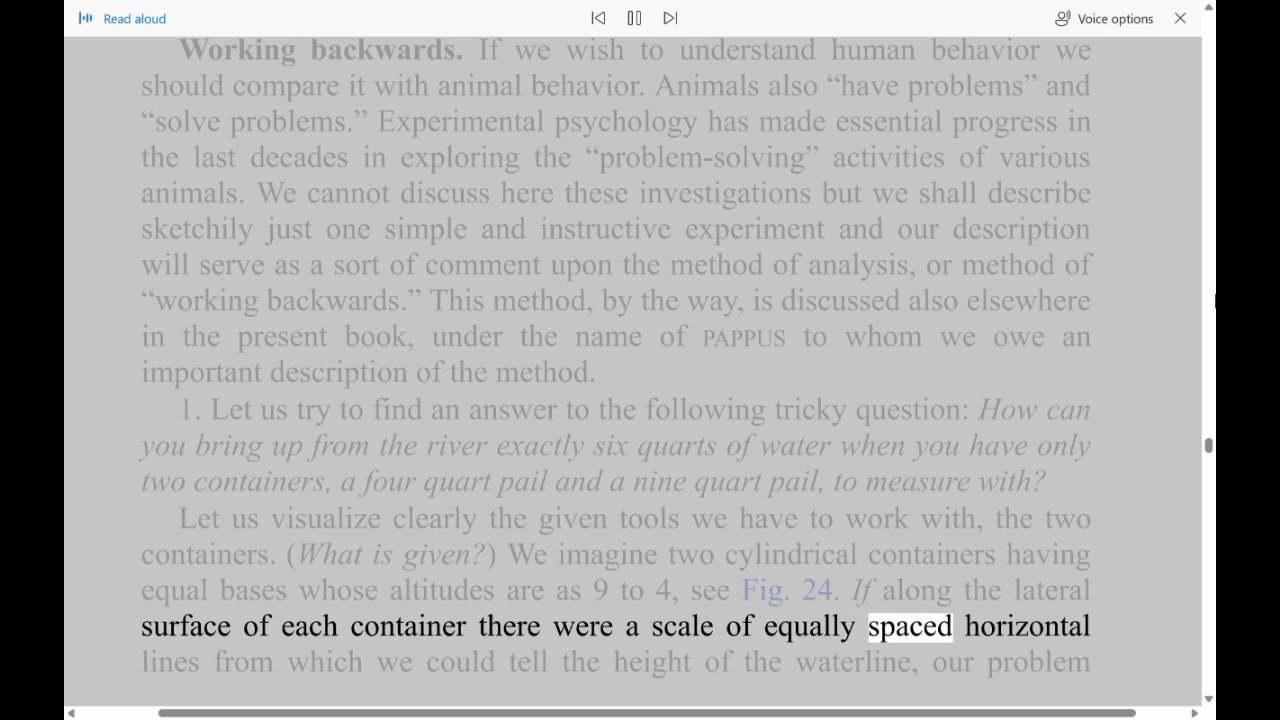 Read aloud
Voice options
Working backwards. If we wish to understand human behavior we
should compare it with animal behavior. Animals also “have problems” and
“solve problems.” Experimental psychology has made essential progress in
the last decades in exploring the “problem-solving” activities of various
animals. We cannot discuss here these investigations but we shall describe
sketchily just one simple and instructive experiment and our description
will serve as a sort of comment upon the method of analysis, or method of
“working backwards.” This method, by the way, is discussed also elsewhere
in the present book, under the name of PAPPUS to whom we owe an
important description of the method.
1. Let us try to find an answer to the following tricky question: How can
you bring up from the river exactly six quarts of water when you have only
two containers, a four quart pail and a nine quart pail, to measure with?
Let us visualize clearly the given tools we have to work with, the two
containers. (What is given?) We imagine two cylindrical containers having
equal bases whose altitudes are as 9 to 4, see Fig. 24. If along the lateral
surface of each container there were a scale of equally spaced horizontal
lines from which we could tell the height of the waterline, our problem